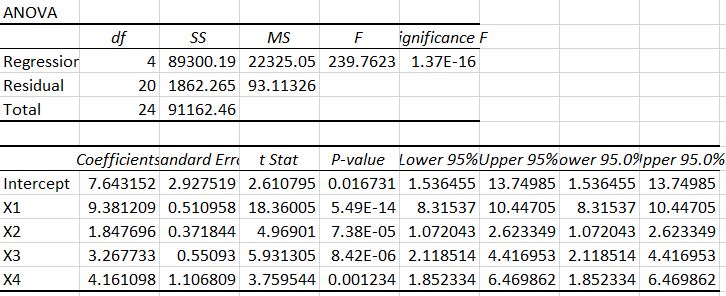 ANOVA
df SS MS F ignificance F
Regression 4 89300.19 22325.05 239.7623 1.37E-16
Residual 20 1862.265 93.11326
Total 24 91162.46
Coefficients andard Erro t Stat P-value Lower 95% Upper 95% ower 95.0% pper 95.0%
Intercept 7.643152 2.927519 2.610795 0.016731 1.536455 13.74985 1.536455 13.74985
X1 9.381209 0.510958 18.36005 5.49E-14 8.31537 10.44705 8.31537 10.44705
X2 1.847696 0.371844 4.96901 7.38E-05 1.072043 2.623349 1.072043 2.623349
X3 3.267733 0.55093 5.931305 8.42E-06 2.118514 4.416953 2.118514 4.416953
X4 4.161098 1.106809 3.759544 0.001234 1.852334 6.469862 1.852334 6.469862